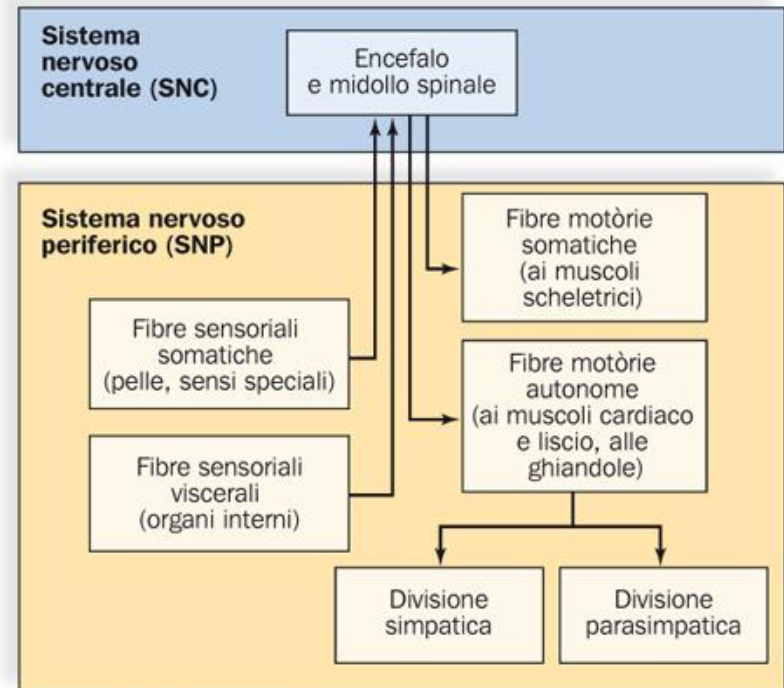 Sistema
nervoso
centrale (SNC)
Encefalo
e midollo spinale
Sistema nervoso
periferico (SNP)
Fibre motòrie
somatiche
(ai muscoli
scheletrici)
Fibre sensoriali
somatiche
(pelle, sensi speciali)
Fibre motòrie
autonome
(ai muscoli cardiaco
e liscio, alle
ghiandole)
Fibre sensoriali
viscerali
(organi interni)
Divisione
simpatica
Divisione
parasimpatica